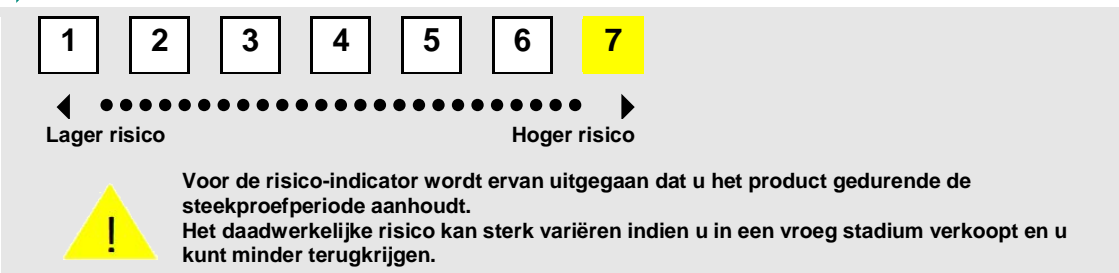 1 2 3 4 5 6 7
Lager risico Hoger risico
!
Voor de risico-indicator wordt ervan uitgegaan dat u het product gedurende de
steekproefperiode aanhoudt.
Het daadwerkelijke risico kan sterk variëren indien u in een vroeg stadium verkoopt en u
kunt minder terugkrijgen.